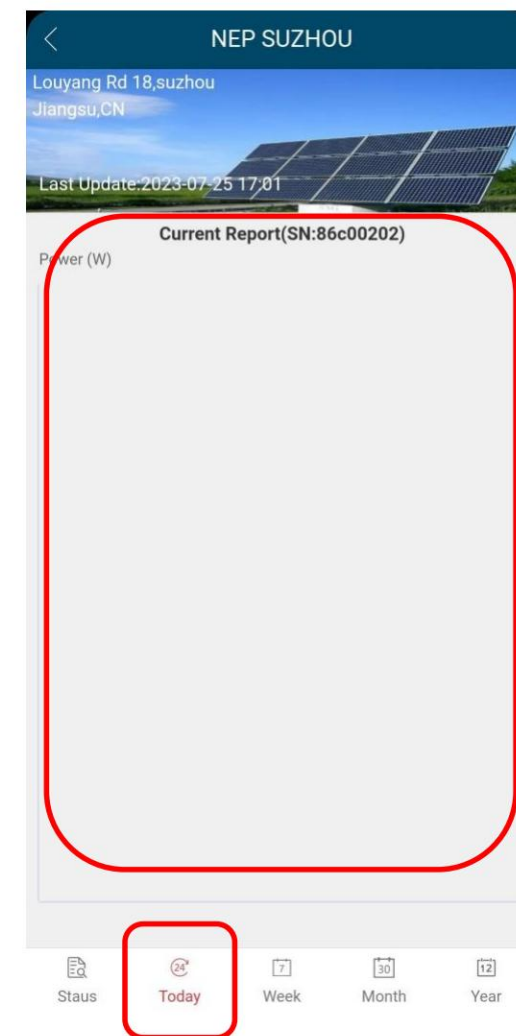 NEP SUZHOU
Louyang Rd 18,suzhou
Jiangsu,CN
Last Update:2023-07-25 17:01
Current Report(SN:86c00202)
Power (W)
24
7
30
12
Staus
Today
Week
Month
Year